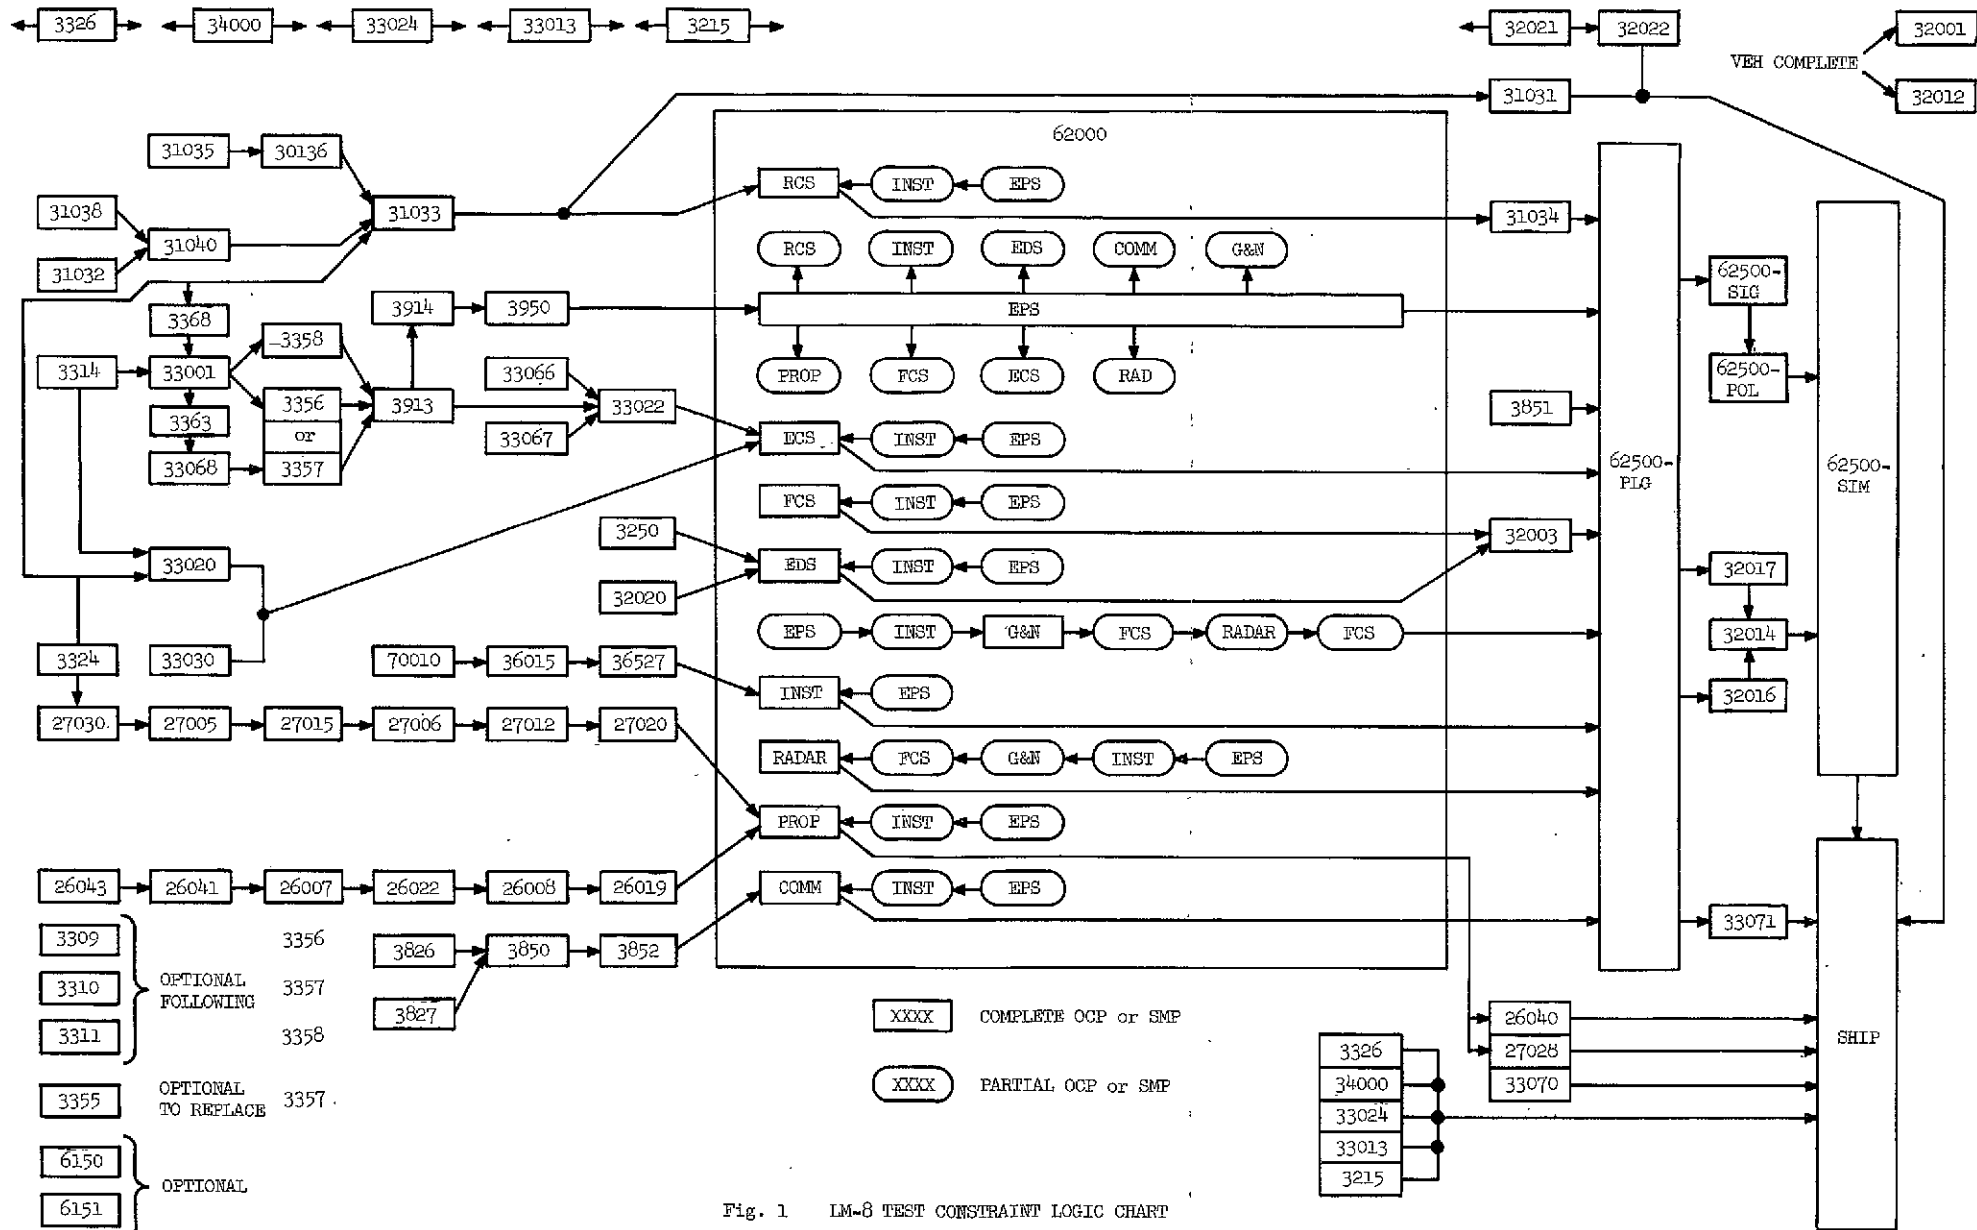 3326 34000 33024 33013 3215 32021 32022 32001
VEH COMPLETE
31031 32012
62000
31035 30136
RCS INST EPS
31038 31033 31034
31040
31032
RCS INST EDS COMM G&N
62500-
SIG
3914 3950 EPS
3368
3358
3314 33001
33066
PROP FCS ECS RAD
62500-
POL
3356 3913 33022 3851
3363
or
33067
ECS INST EPS
33068 3357
62500-
PLG
62500-
SIM
FCS INST EPS
3250 32003
33020
EDS INST EPS
32017
32020
EPS INST G&N FCS RADAR FCS
32014
3324 33030 70010 36015 36527
INST EPS
32016
27030. 27005 27015 27006 27012 27020
RADAR FCS G&N INST EPS
PROP INST EPS
26043 26041 26007 26022 26008 26019
COMM INST EPS
33071
3309 3356
3826 3850 3852
3310 OPTIONAL
FOLLOWING 3357
3827
3311 3358
XXXX COMPLETE OCP or SMP
26040
SHIP
3326 27028
34000 33070
XXXX PARTIAL OCP or SMP
3355 OPTIONAL
TO REPLACE 3357.
33024
33013
3215
6150
OPTIONAL
6151
Fig. 1 LM-8 TEST CONSTRAINT LOGIC CHART